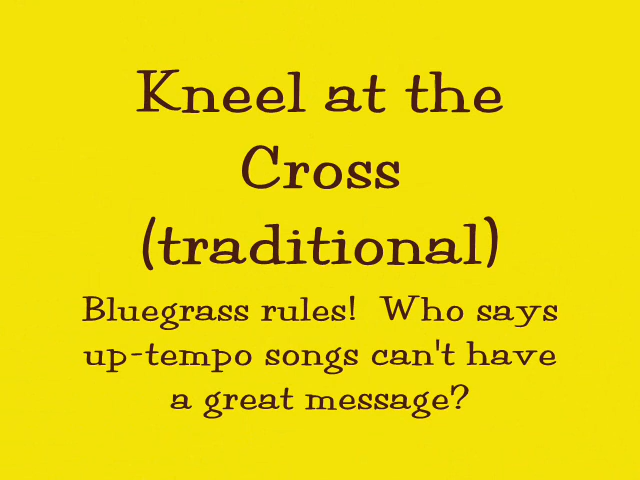 Kneel at the
Cross
(traditional)
Bluegrass rules!  Who says
up-tempo songs can't have
a great message?